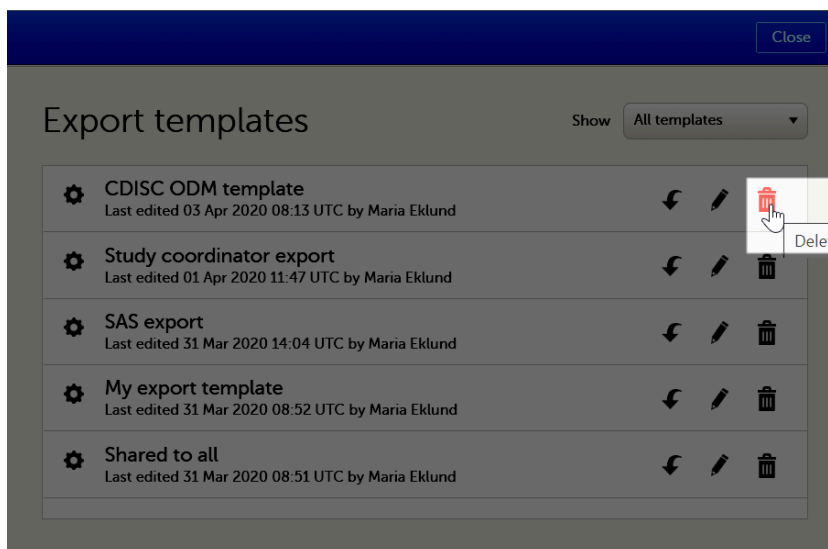 Close
Export templates
Show
All templates
CDISC ODM template
Last edited 03 Apr 2020 08:13 UTC by Maria Eklund
Dele
Study coordinator export
Last edited 01 Apr 2020 11:47 UTC by Maria Eklund
SAS export
Last edited 31 Mar 2020 14:04 UTC by Maria Eklund
My export template
Last edited 31 Mar 2020 08:52 UTC by Maria Eklund
Shared to all
Last edited 31 Mar 2020 08:51 UTC by Maria Eklund